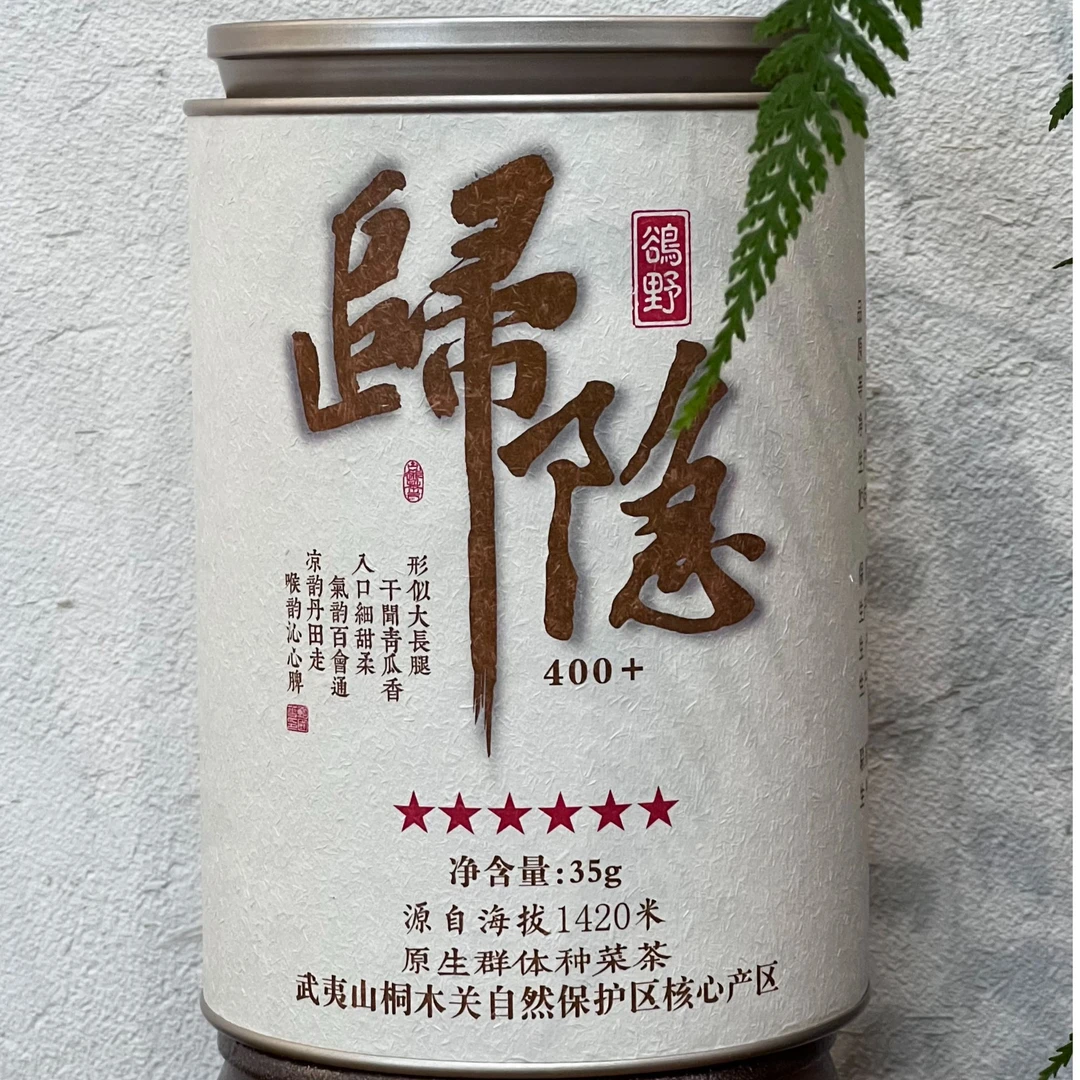 歸隐
鵒野
400+
形似大長腿
干聞青瓜香
入口細甜柔
氣韵百會通
凉韵丹田走
喉韵沁心脾
★★★★★★
净含量:35g
源自海拔1420米
原生群体种菜茶
武夷山桐木关自然保护区核心产区